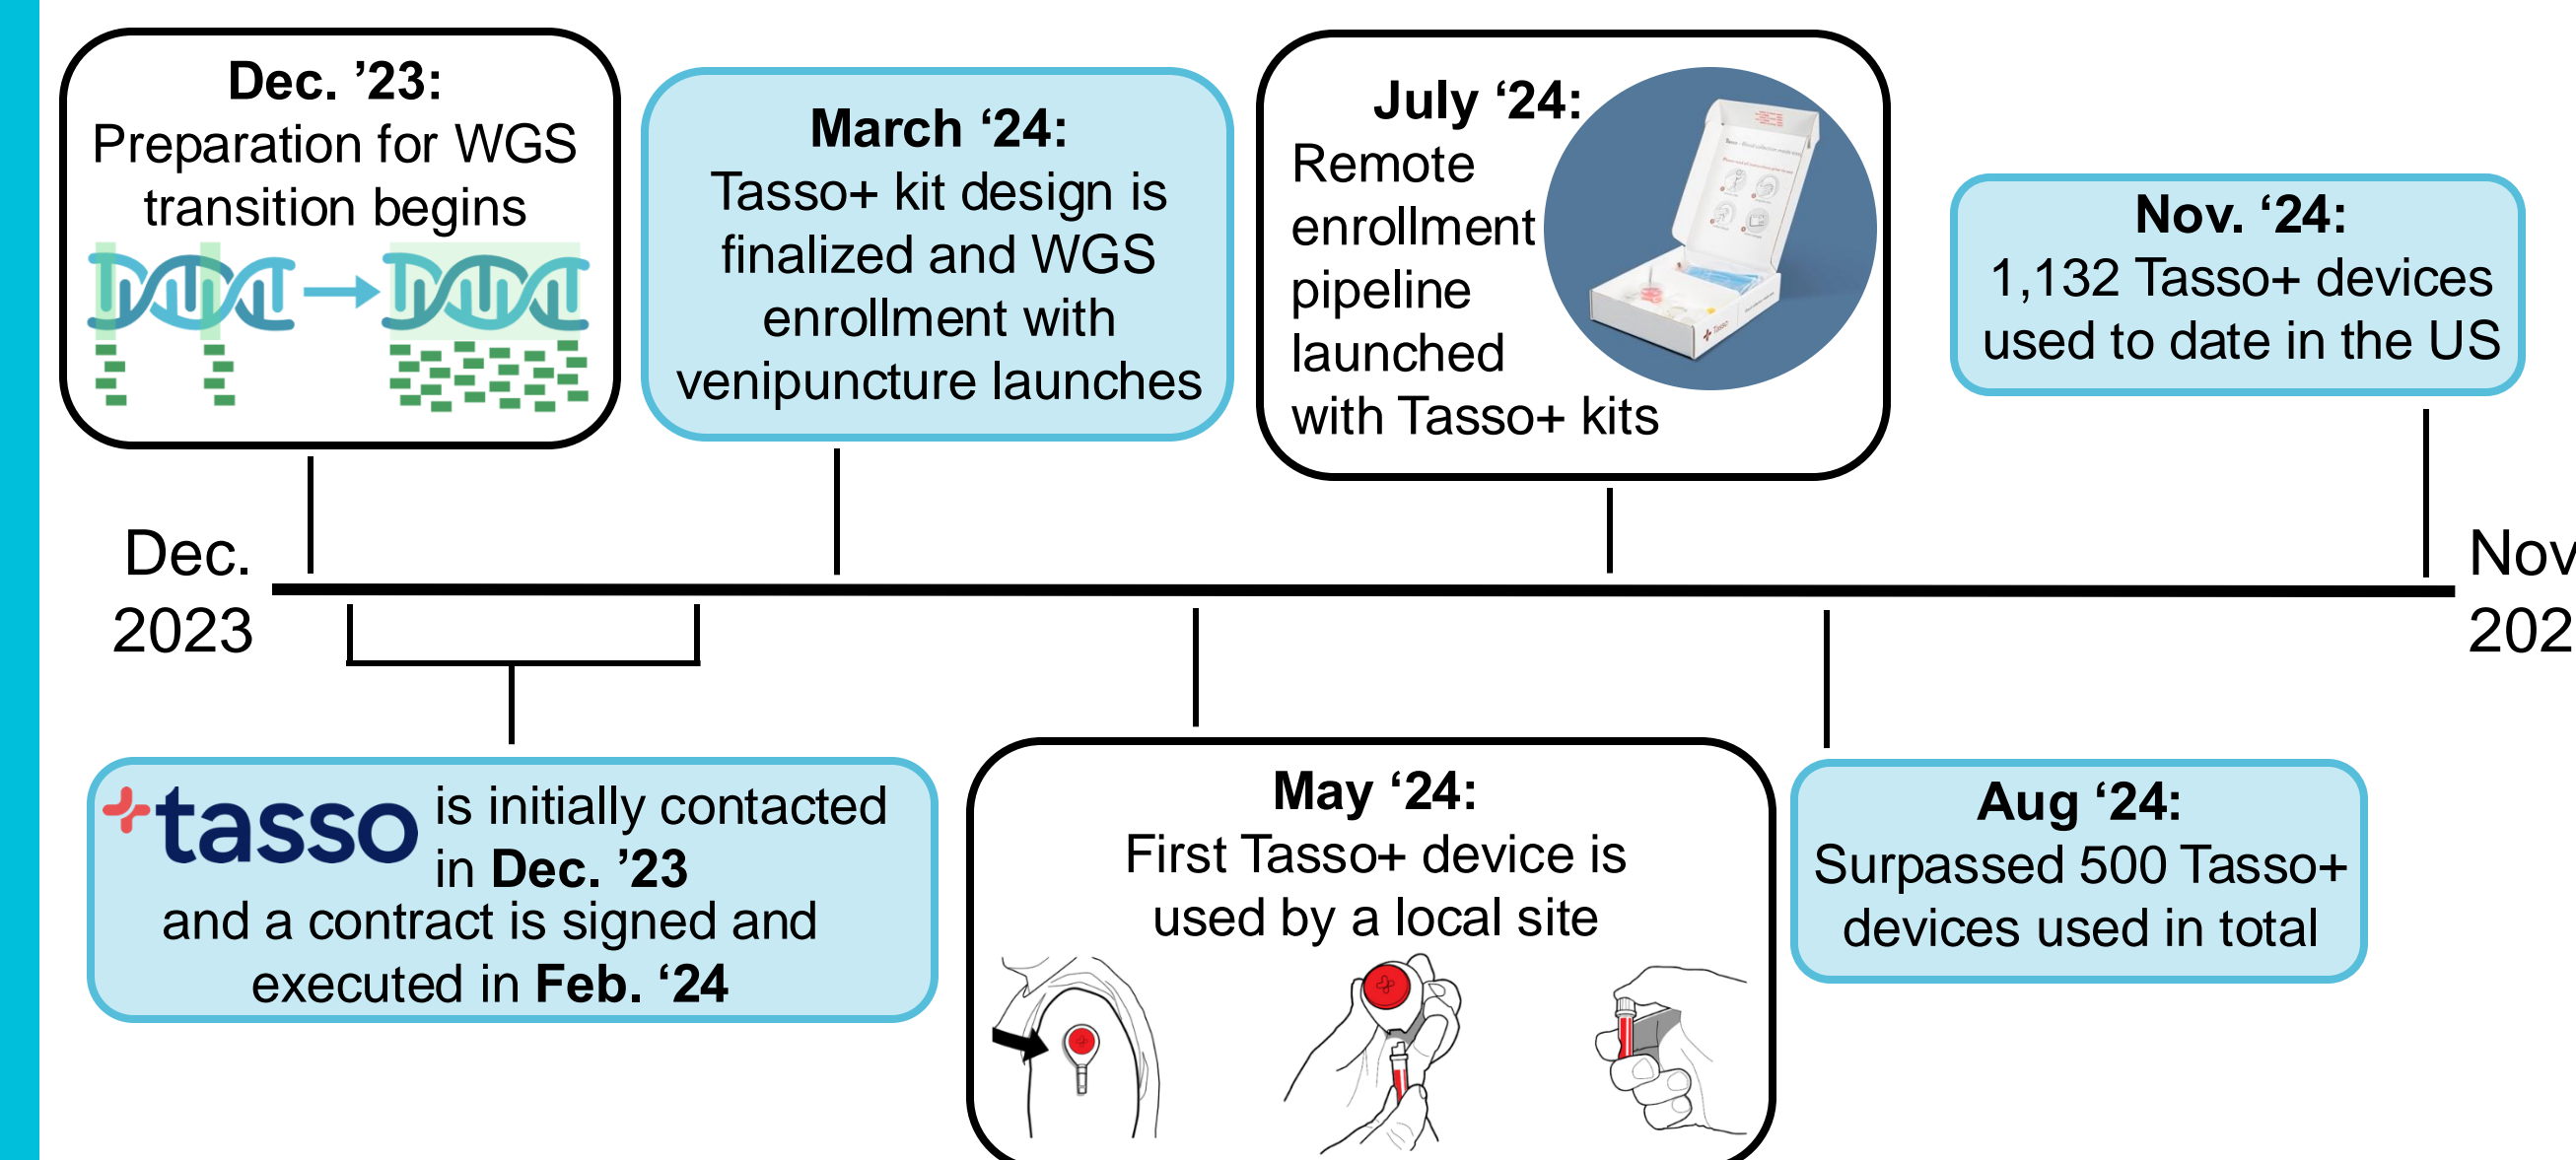 Dec. ’23:
Preparation for WGS
transition begins
March ‘24:
Tasso+ kit design is
finalized and WGS
enrollment with
venipuncture launches
July ‘24:
Remote
enrollment
pipeline
launched
with Tasso+ kits
Nov. ‘24:
1,132 Tasso+ devices
used to date in the US
Dec.
2023
Nov
202
tasso is initially contacted
in Dec. ’23
and a contract is signed and
executed in Feb. ‘24
May ‘24:
First Tasso+ device is
used by a local site
Aug ‘24:
Surpassed 500 Tasso+
devices used in total